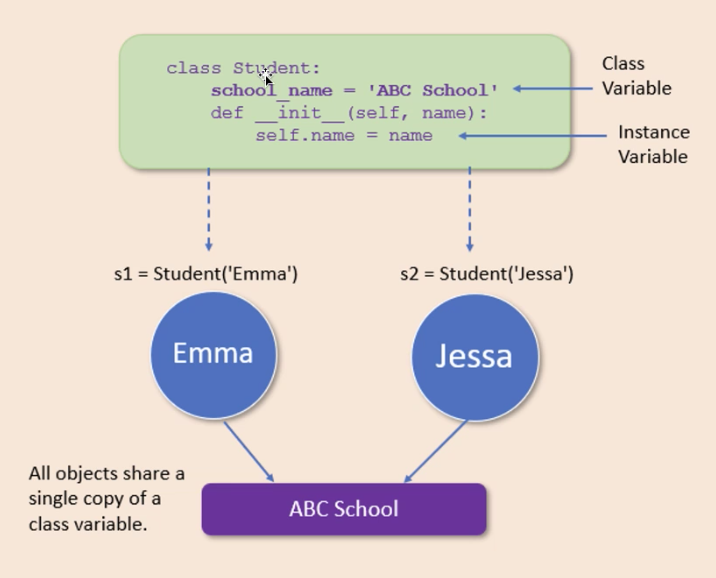 class Student:
school_name = 'ABC School'
def __init__(self, name):
self.name = name
Class
Variable
Instance
Variable
s1 = Student('Emma')
s2 = Student('Jessa')
Emma
Jessa
All objects share a
single copy of a
class variable.
ABC School